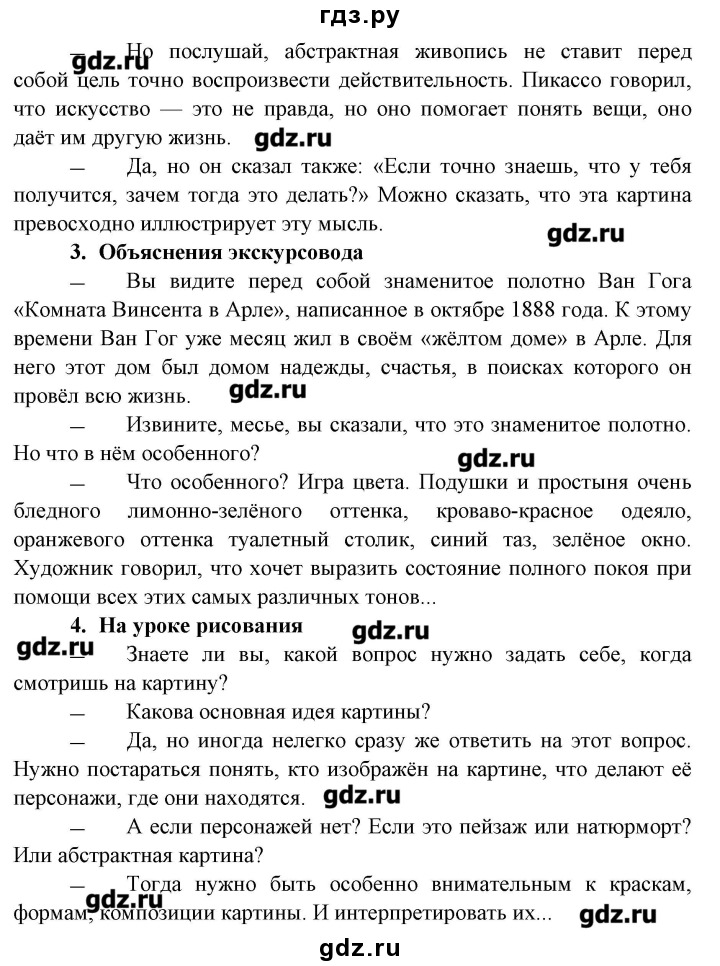 гдз.ру
— Но послушай, абстрактная живопись не ставит перед
gdz.ru
собой цель точно воспроизвести действительность. Пикассо говорил,
что искусство — это не правда, но оно помогает понять вещи, оно
даёт им другую жизнь.
gdz.ru
— Да, но он сказал также: «Если точно знаешь, что у тебя
получится, зачем тогда это делать?» Можно сказать, что эта картина
превосходно иллюстрирует эту мысль.
gdz.ru
3. Объяснения экскурсовода
— Вы видите перед собой знаменитое полотно Ван Гога
«Комната Винсента в Арле», написанное в октябре 1888 года. К этому
времени Ван Гог уже месяц жил в своём «жёлтом доме» в Арле. Для
него этот дом был домом надежды, счастья, в поисках которого он
провёл всю жизнь.
gdz.ru
— Извините, месье, вы сказали, что это знаменитое полотно.
Но что в нём особенного?
gdz.ru
— Что особенного? Игра цвета. Подушки и простыня очень
бледного лимонно-зелёного оттенка, кроваво-красное одеяло,
оранжевого оттенка туалетный столик, синий таз, зелёное окно.
Художник говорил, что хочет выразить состояние полного покоя при
помощи всех этих самых различных тонов...
4. На уроке рисования
gdz.ru
gdz.ru
— Знаете ли вы, какой вопрос нужно задать себе, когда
смотришь на картину?
— Какова основная идея картины?
— Да, но иногда нелегко сразу же ответить на этот вопрос.
Нужно постараться понять, кто изображён на картине, что делают её
персонажи, где они находятся.
gdz.ru
— А если персонажей нет? Если это пейзаж или натюрморт?
Или абстрактная картина?
— Тогда нужно быть особенно внимательным к краскам,
gdz.ru
формам, композиции картины. И интерпретировать их...
gdz.ru
gdz.ru